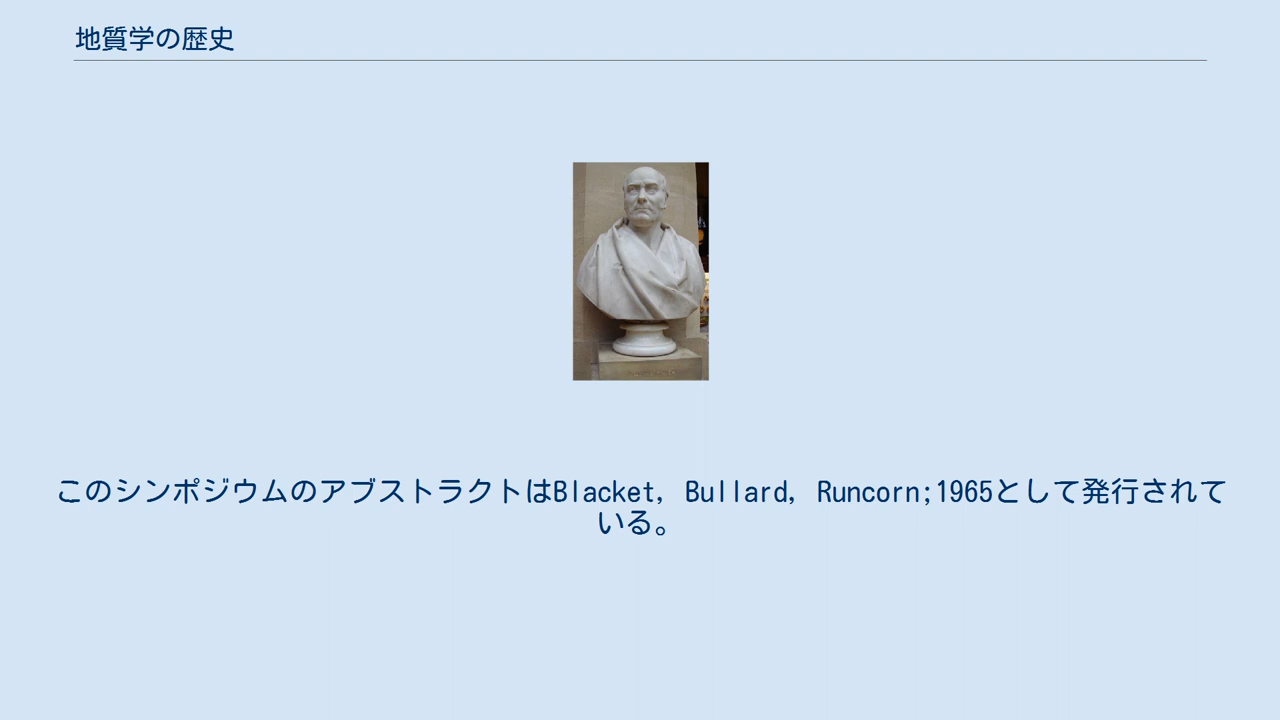 地質学の歴史
このシンポジウムのアブストラクトはBlacket, Bullard, Runcorn;1965として発行されて
いる。